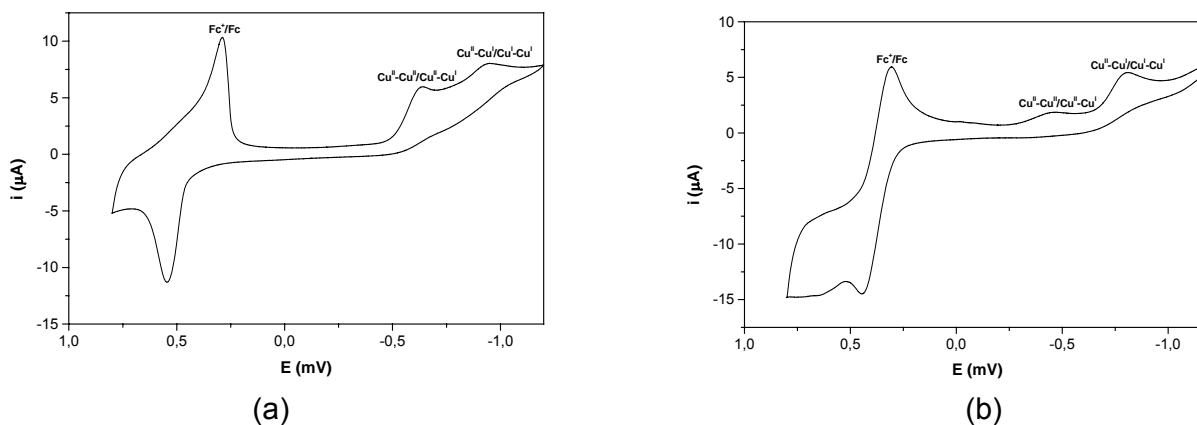 Fc⁺/Fc
Cuᴵᴵ-Cuᴵᴵ/Cuᴵᴵ-Cuᴵ
Cuᴵᴵ-Cuᴵ/Cuᴵ-Cuᴵ
10
5
0
-5
-10
-15
i (μA)
1,0
0,5
0,0
-0,5
-1,0
E (mV)
(a)
Fc⁺/Fc
Cuᴵᴵ-Cuᴵᴵ/Cuᴵᴵ-Cuᴵ
Cuᴵᴵ-Cuᴵ/Cuᴵ-Cuᴵ
10
5
0
-5
-10
-15
i (μA)
1,0
0,5
0,0
-0,5
-1,0
E (mV)
(b)